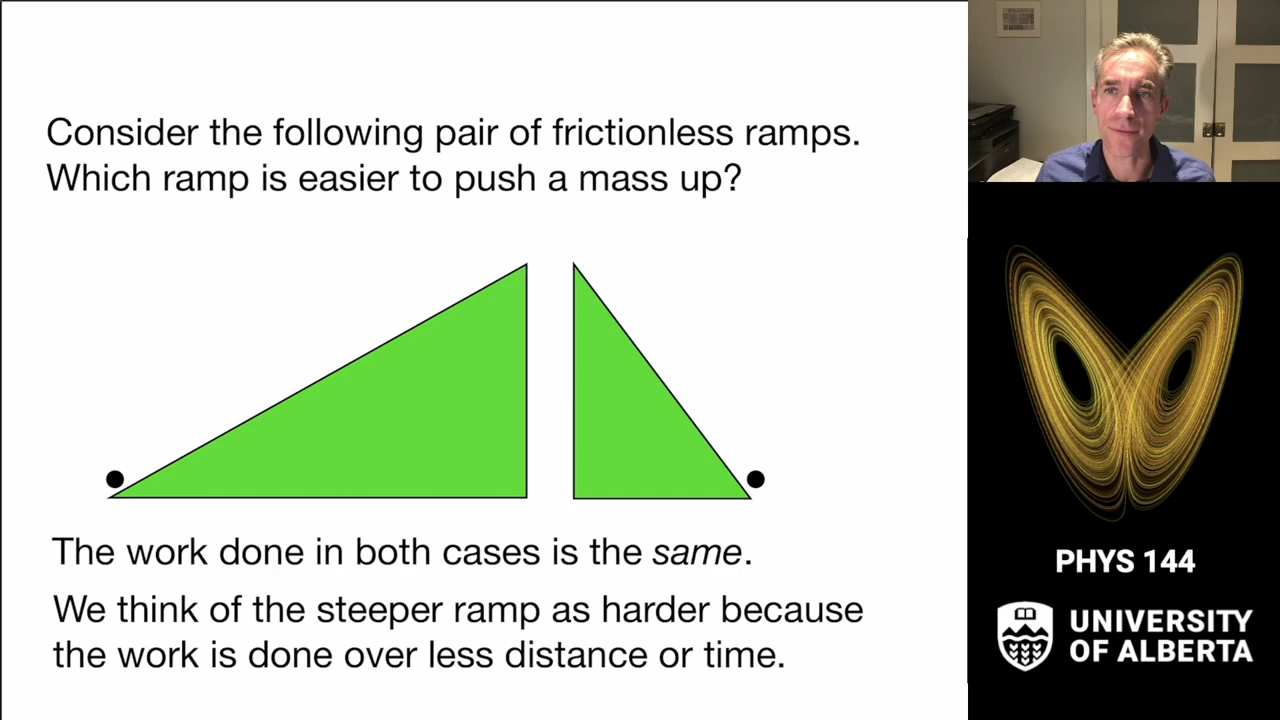 Consider the following pair of frictionless ramps.
Which ramp is easier to push a mass up?
The work done in both cases is the same.
We think of the steeper ramp as harder because
the work is done over less distance or time.
PHYS 144
UNIVERSITY
OF ALBERTA